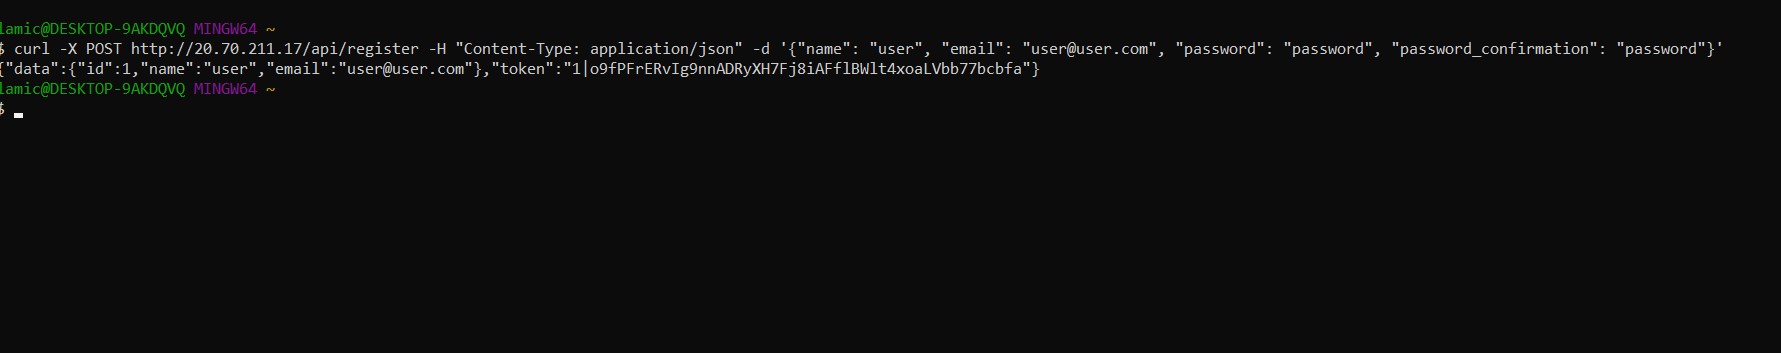 lamic@DESKTOP-9AKDQVQ MINGW64 ~
$ curl -X POST http://20.70.211.17/api/register -H "Content-Type: application/json" -d '{"name": "user", "email": "user@user.com", "password": "password", "password_confirmation": "password"}'
{"data":{"id":1,"name":"user","email":"user@user.com"},"token":"1|o9fPFrERvIg9nnADRyXH7Fj8iAFflBWlt4xoaLVbb77bcbfa"}
lamic@DESKTOP-9AKDQVQ MINGW64 ~
$